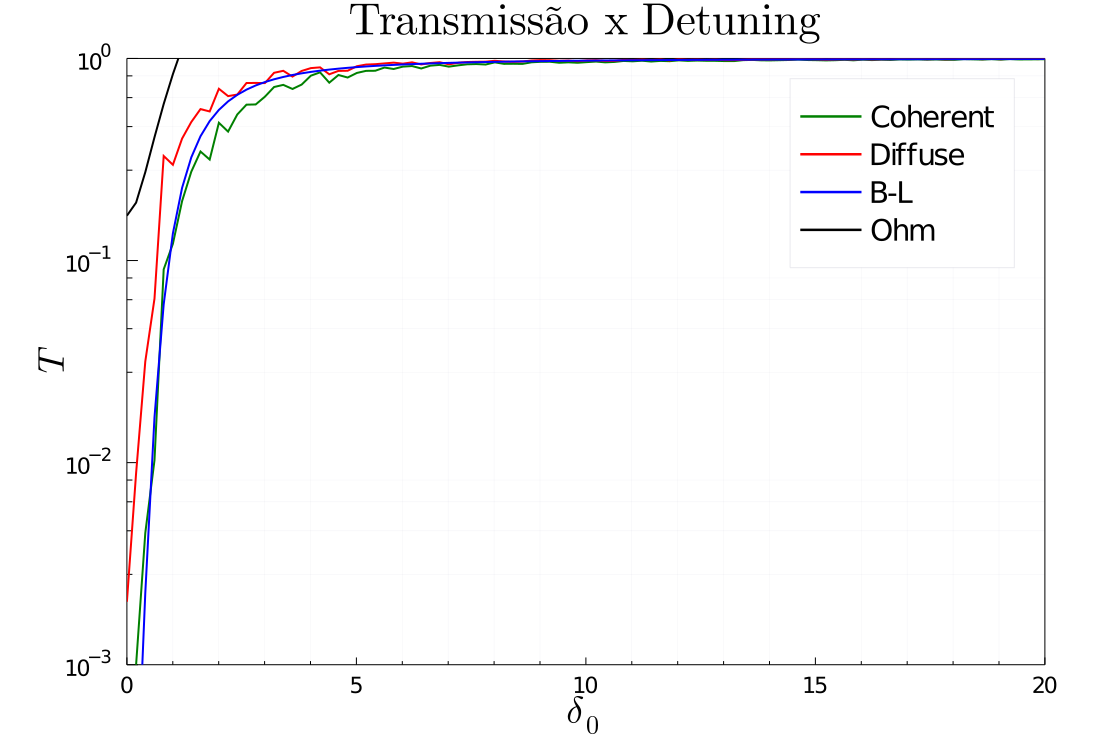 Transmissão x Detuning
10^0
10^-1
10^-2
10^-3
T
Coherent
Diffuse
B-L
Ohm
0 5 10 15 20
δ_0